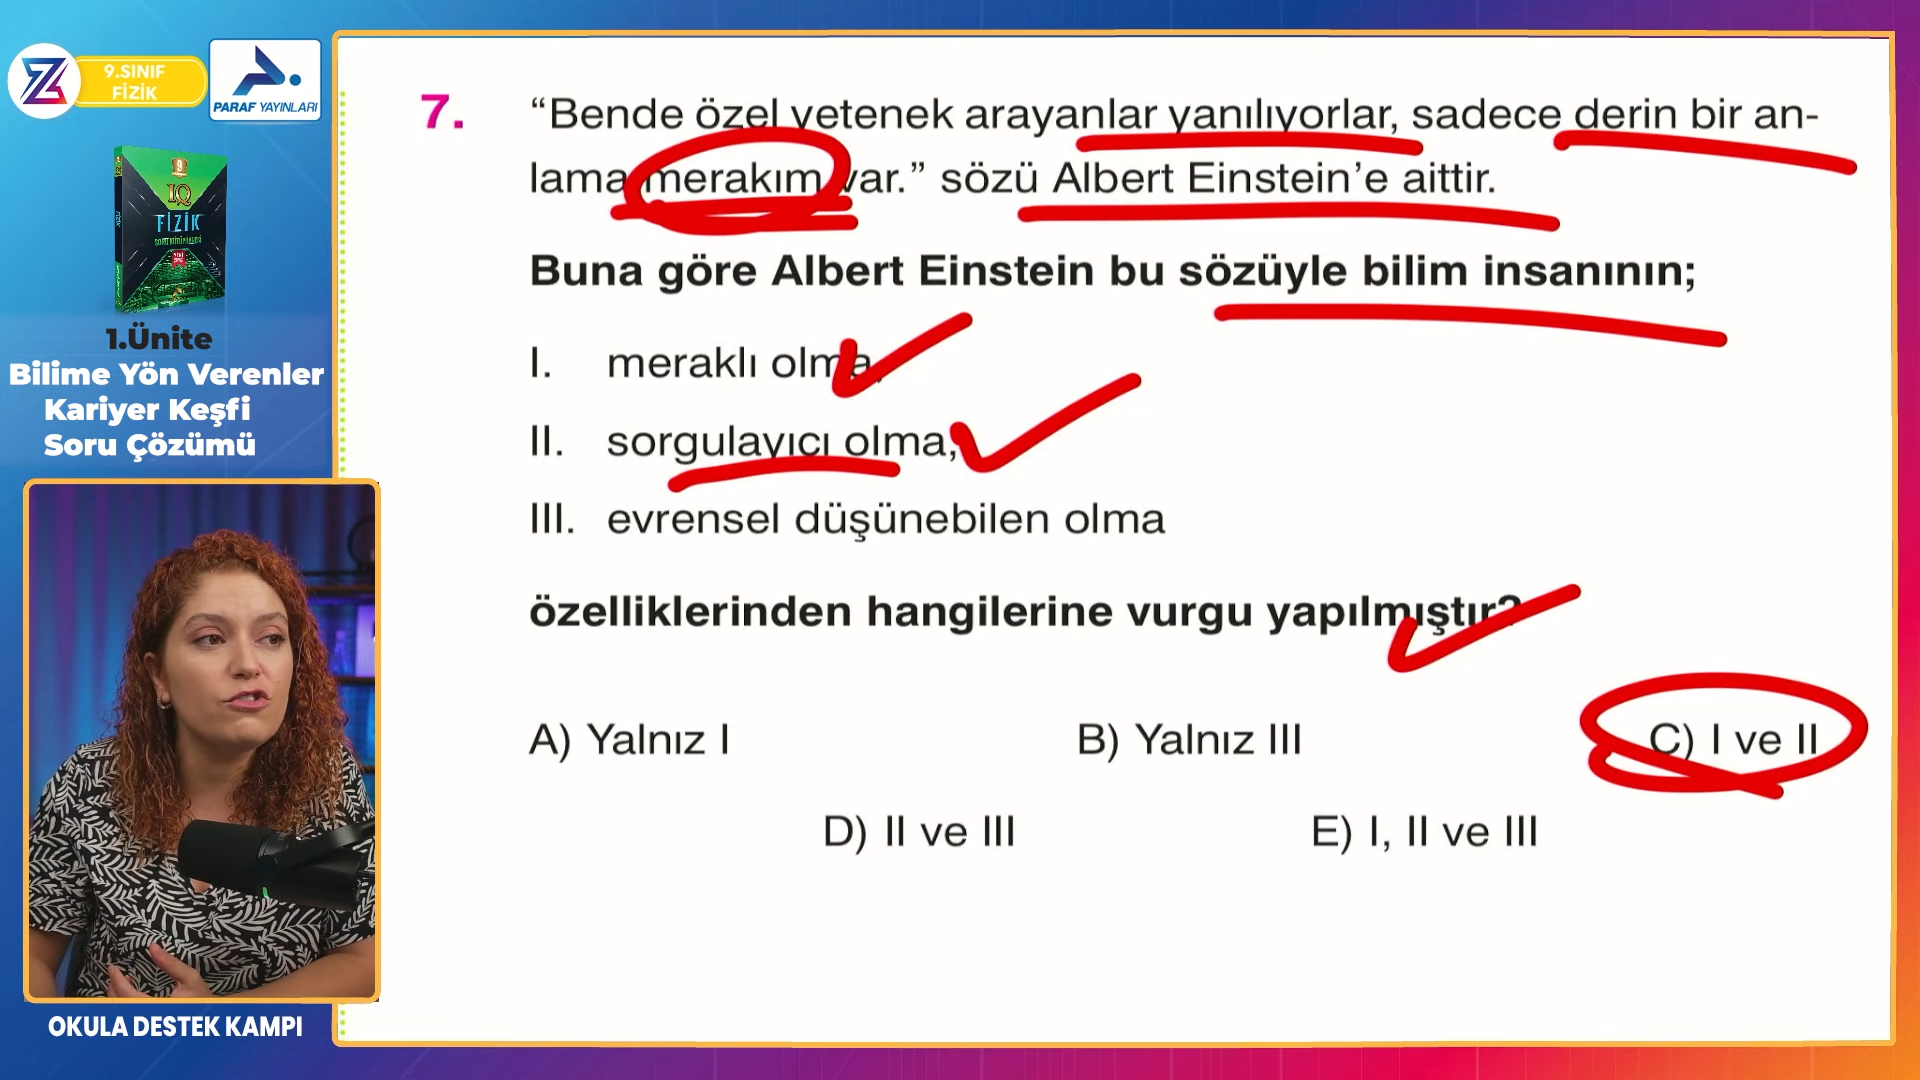 9.SINIF
FİZİK
PARAF YAYINLARI
9
IQ
FİZİK
1.Ünite
Bilime Yön Verenler
Kariyer Keşfi
Soru Çözümü
OKULA DESTEK KAMPI
7. “Bende özel yetenek arayanlar yanılıyorlar, sadece derin bir an-
lama merakım var.” sözü Albert Einstein’e aittir.
Buna göre Albert Einstein bu sözüyle bilim insanının;
I. meraklı olma,
II. sorgulayıcı olma,
III. evrensel düşünebilen olma
özelliklerinden hangilerine vurgu yapılmıştır?
A) Yalnız I B) Yalnız III C) I ve II
D) II ve III E) I, II ve III